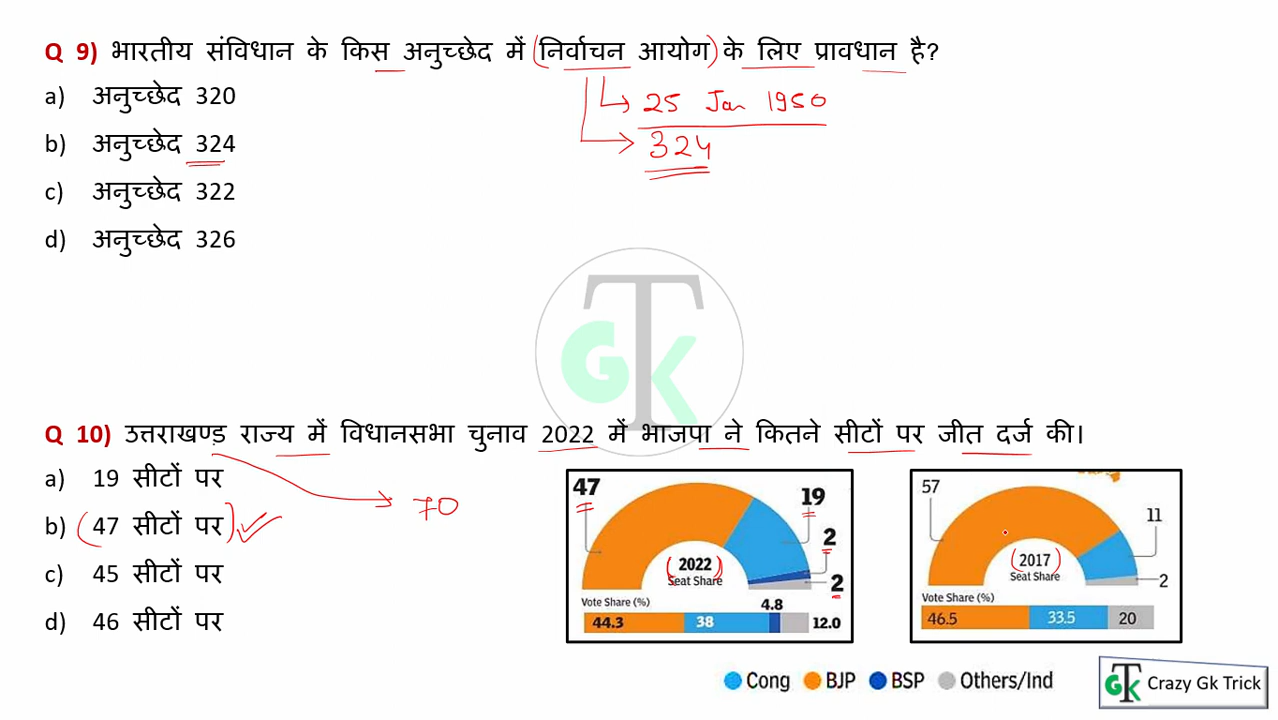 Q 9) भारतीय संविधान के किस अनुच्छेद में (निर्वाचन आयोग) के लिए प्रावधान है?
a) अनुच्छेद 320
25 Jan 1950
b) अनुच्छेद 324
324
c) अनुच्छेद 322
d) अनुच्छेद 326
GTK
Q 10) उत्तराखण्ड राज्य में विधानसभा चुनाव 2022 में भाजपा ने कितने सीटों पर जीत दर्ज की।
a) 19 सीटों पर
70
b) (47 सीटों पर)
c) 45 सीटों पर
d) 46 सीटों पर
47
19
2
2
(2022)
Seat Share
Vote Share (%)
4.8
44.3 38 12.0
57
11
2
(2017)
Seat Share
Vote Share (%)
46.5 33.5 20
Cong BJP BSP Others/Ind
GTK Crazy Gk Trick